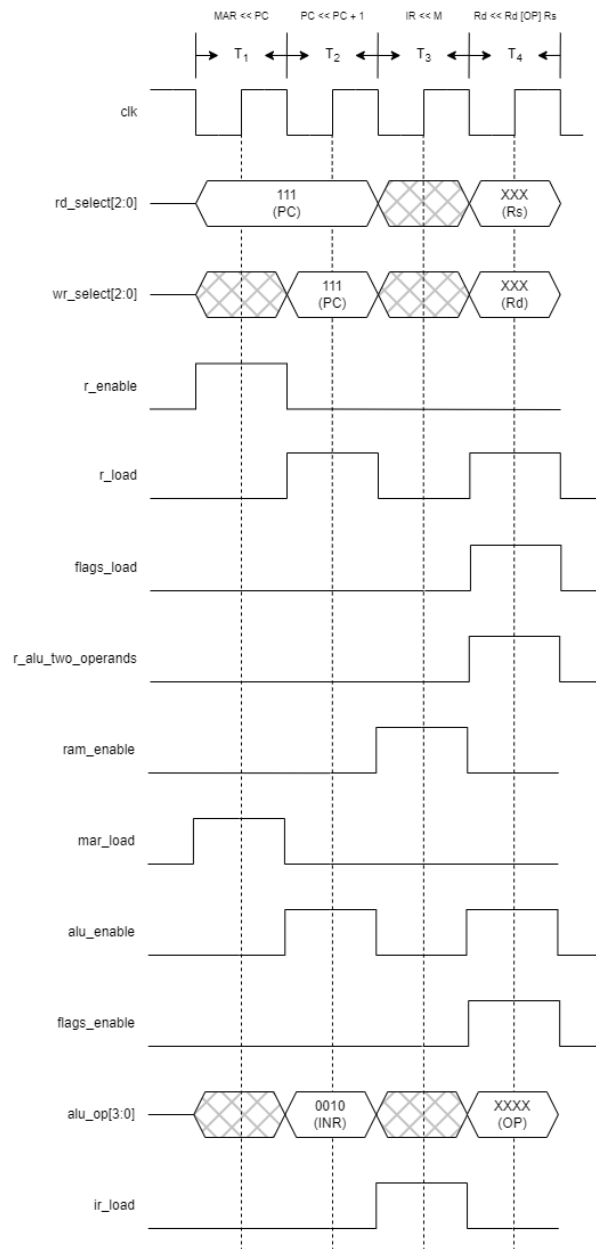 MAR << PC PC << PC + 1 IR << M Rd << Rd [OP] Rs
T1 T2 T3 T4
clk
rd_select[2:0]
111
(PC)
XXX
(Rs)
wr_select[2:0]
111
(PC)
XXX
(Rd)
r_enable
r_load
flags_load
r_alu_two_operands
ram_enable
mar_load
alu_enable
flags_enable
alu_op[3:0]
0010
(INR)
XXXX
(OP)
ir_load